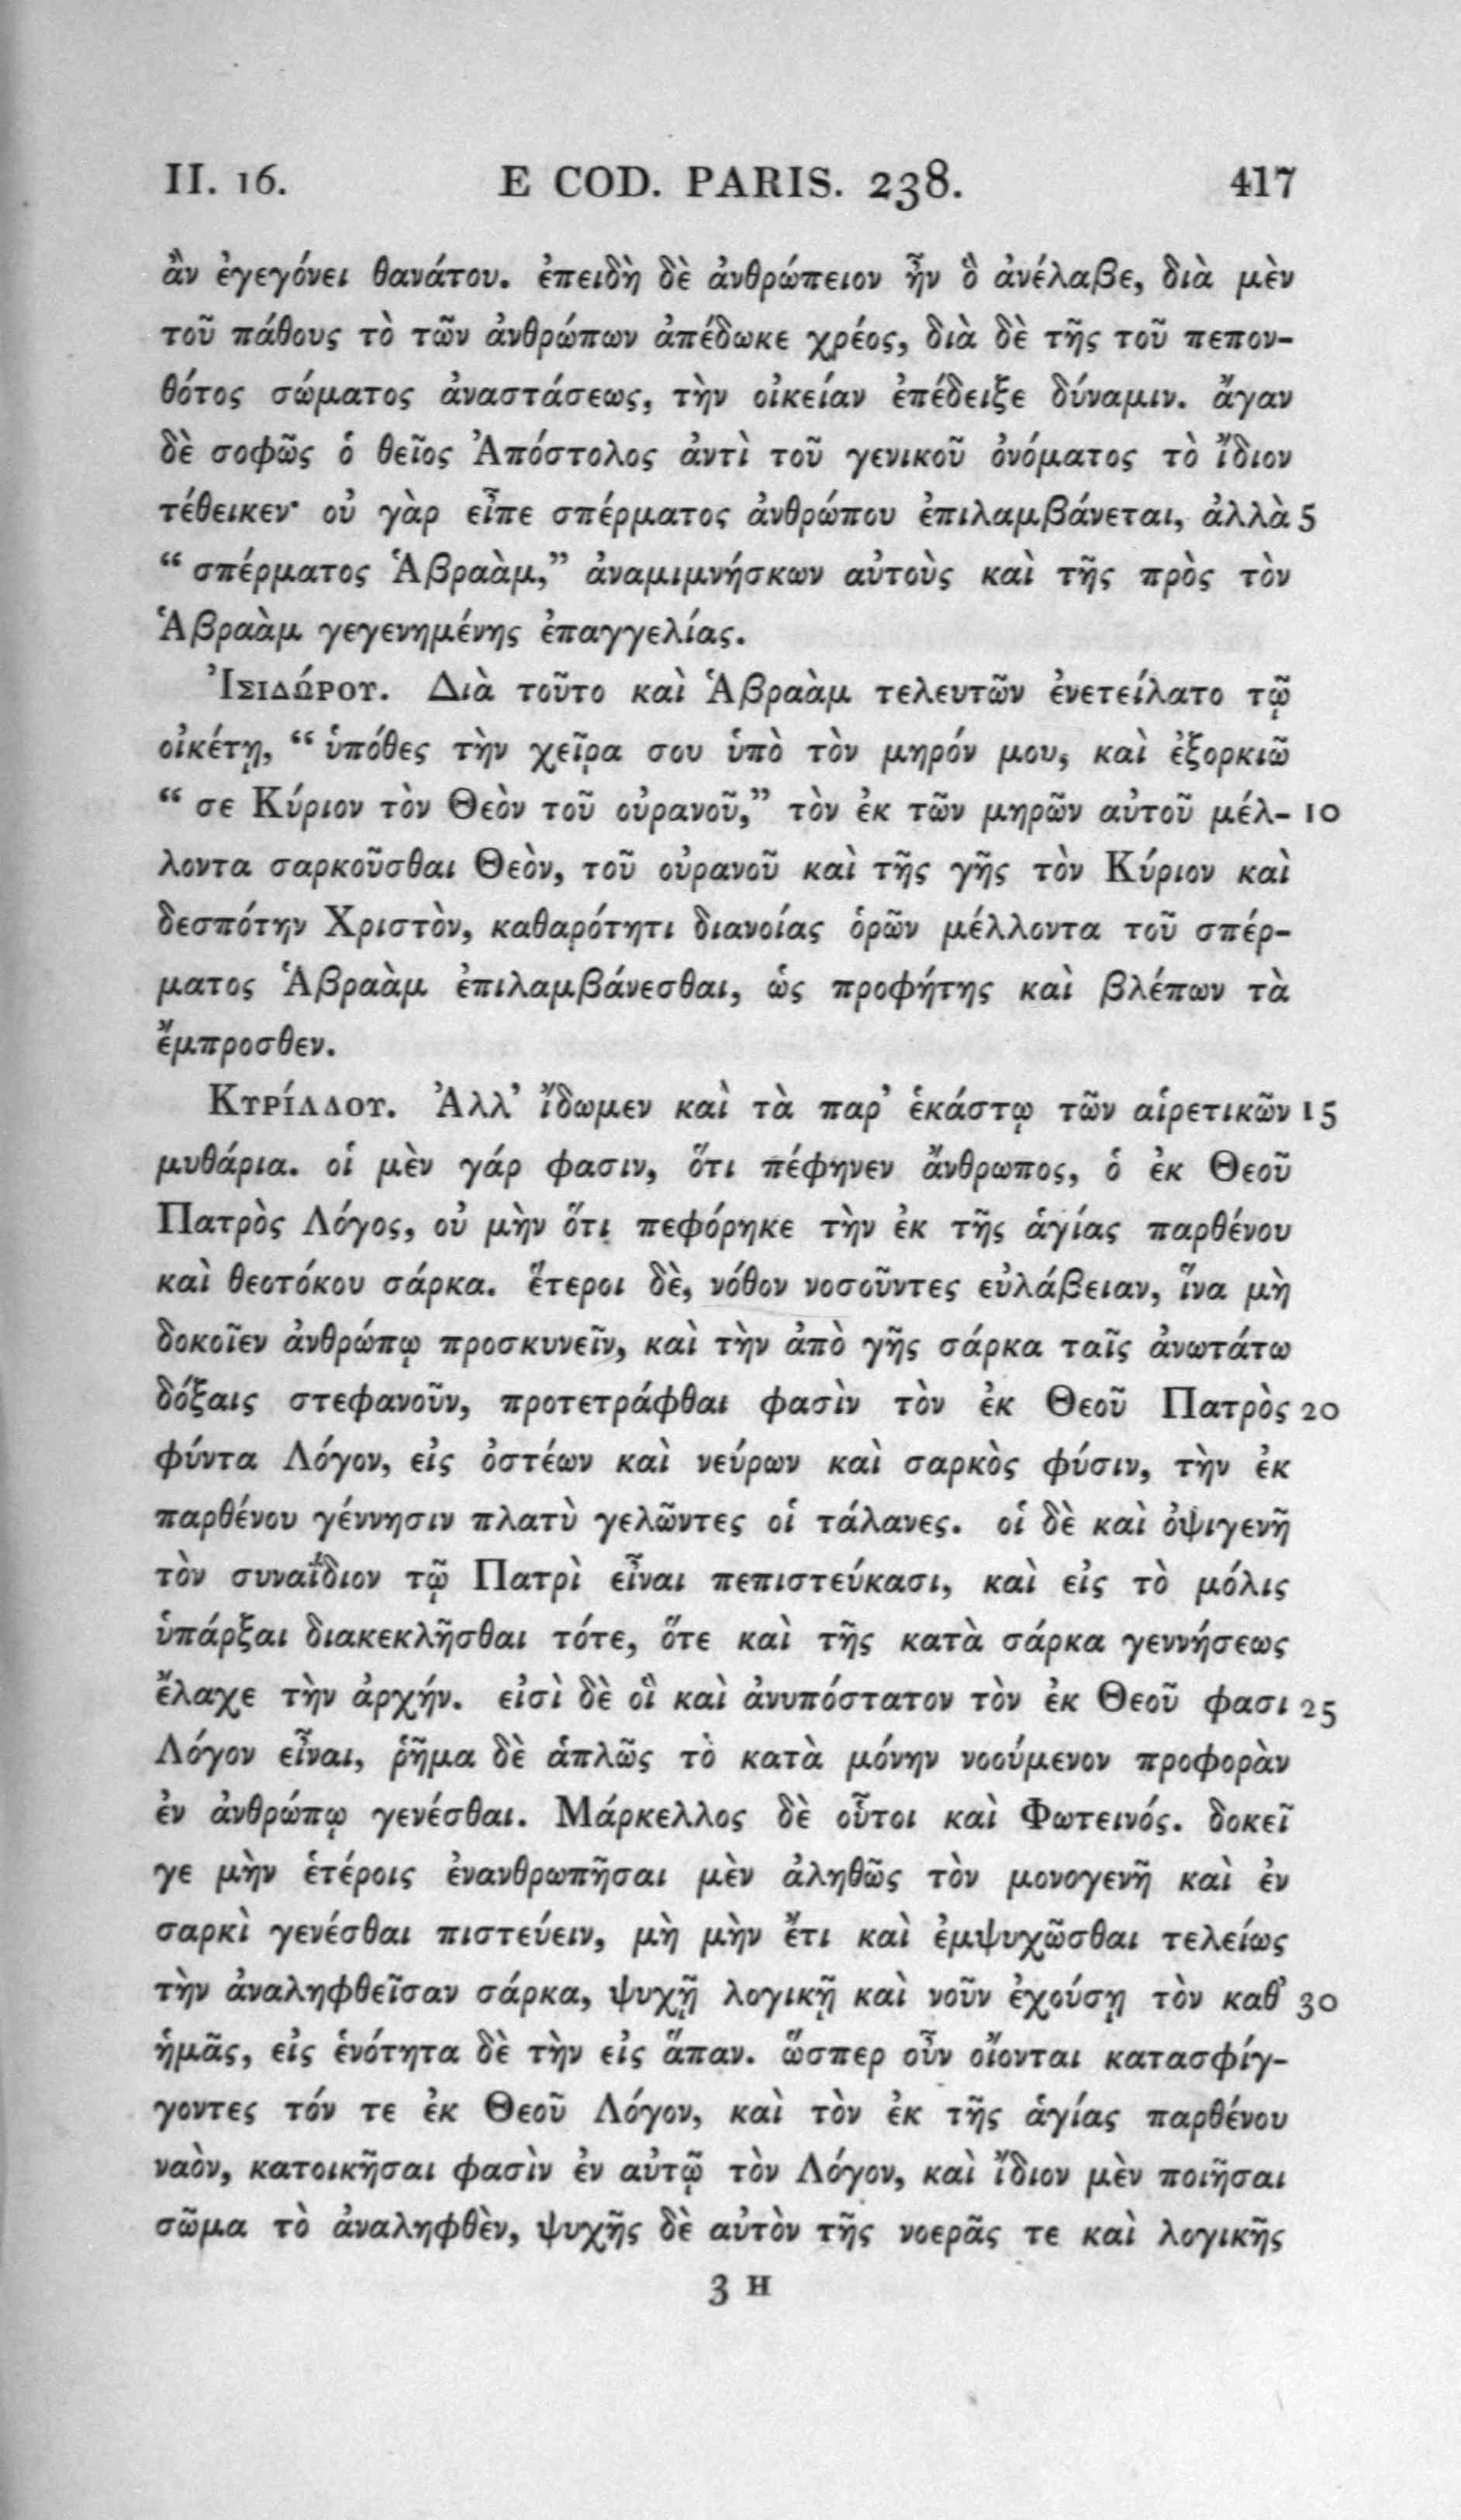 II. 16. E COD. PARIS. 238. 417
ἂν ἐγεγόνει θανάτου. ἐπειδὴ δὲ ἀνθρώπειον ἦν ὃ ἀνέλαβε, διὰ μὲν
τοῦ πάθους τὸ τῶν ἀνθρώπων ἀπέδωκε χρέος, διὰ δὲ τῆς τοῦ πεπον-
θότος σώματος ἀναστάσεως, τὴν οἰκείαν ἐπέδειξε δύναμιν. ἄγαν
δὲ σοφῶς ὁ θεῖος Ἀπόστολος ἀντὶ τοῦ γενικοῦ ὀνόματος τὸ ἴδιον
τέθεικεν· οὐ γὰρ εἶπε σπέρματος ἀνθρώπου ἐπιλαμβάνεται, ἀλλὰ 5
“ σπέρματος Ἁβραὰμ,” ἀναμιμνήσκων αὐτοὺς καὶ τῆς πρὸς τὸν
Ἁβραὰμ γεγενημένης ἐπαγγελίας.
Ἰσιδώρου. Διὰ τοῦτο καὶ Ἁβραὰμ τελευτῶν ἐνετείλατο τῷ
οἰκέτῃ, “ ὑπόθες τὴν χεῖρα σου ὑπὸ τὸν μηρόν μου, καὶ ἐξορκιῶ
“ σε Κύριον τὸν Θεὸν τοῦ οὐρανοῦ,” τὸν ἐκ τῶν μηρῶν αὐτοῦ μέλ- 10
λοντα σαρκοῦσθαι Θεὸν, τοῦ οὐρανοῦ καὶ τῆς γῆς τὸν Κύριον καὶ
δεσπότην Χριστὸν, καθαρότητι διανοίας ὁρῶν μέλλοντα τοῦ σπέρ-
ματος Ἁβραὰμ ἐπιλαμβάνεσθαι, ὡς προφήτης καὶ βλέπων τὰ
ἔμπροσθεν.
Κυρίλλου. Ἀλλ’ ἴδωμεν καὶ τὰ παρ’ ἑκάστῳ τῶν αἱρετικῶν 15
μυθάρια. οἱ μὲν γάρ φασιν, ὅτι πέφηνεν ἄνθρωπος, ὁ ἐκ Θεοῦ
Πατρὸς Λόγος, οὐ μὴν ὅτι πεφόρηκε τὴν ἐκ τῆς ἁγίας παρθένου
καὶ θεοτόκου σάρκα. ἕτεροι δὲ, νόθον νοσοῦντες εὐλάβειαν, ἵνα μὴ
δοκοῖεν ἀνθρώπῳ προσκυνεῖν, καὶ τὴν ἀπὸ γῆς σάρκα ταῖς ἀνωτάτω
δόξαις στεφανοῦν, προτετράφθαι φασὶν τὸν ἐκ Θεοῦ Πατρὸς 20
φύντα Λόγον, εἰς ὀστέων καὶ νεύρων καὶ σαρκὸς φύσιν, τὴν ἐκ
παρθένου γέννησιν πλατὺ γελῶντες οἱ τάλανες. οἱ δὲ καὶ ὀψιγενῆ
τὸν συναΐδιον τῷ Πατρὶ εἶναι πεπιστεύκασι, καὶ εἰς τὸ μόλις
ὑπάρξαι διακεκλῆσθαι τότε, ὅτε καὶ τῆς κατὰ σάρκα γεννήσεως
ἔλαχε τὴν ἀρχήν. εἰσὶ δὲ οἳ καὶ ἀνυπόστατον τὸν ἐκ Θεοῦ φασι 25
Λόγον εἶναι, ῥῆμα δὲ ἁπλῶς τὸ κατὰ μόνην νοούμενον προφορὰν
ἐν ἀνθρώπῳ γενέσθαι. Μάρκελλος δὲ οὗτοι καὶ Φωτεινός. δοκεῖ
γε μὴν ἑτέροις ἐνανθρωπῆσαι μὲν ἀληθῶς τὸν μονογενῆ καὶ ἐν
σαρκὶ γενέσθαι πιστεύειν, μὴ μὴν ἔτι καὶ ἐμψυχῶσθαι τελείως
τὴν ἀναληφθεῖσαν σάρκα, ψυχῇ λογικῇ καὶ νοῦν ἐχούσῃ τὸν καθ’ 30
ἡμᾶς, εἰς ἑνότητα δὲ τὴν εἰς ἅπαν. ὥσπερ οὖν οἴονται κατασφίγ-
γοντες τόν τε ἐκ Θεοῦ Λόγον, καὶ τὸν ἐκ τῆς ἁγίας παρθένου
ναὸν, κατοικῆσαι φασὶν ἐν αὐτῷ τὸν Λόγον, καὶ ἴδιον μὲν ποιῆσαι
σῶμα τὸ ἀναληφθὲν, ψυχῆς δὲ αὐτὸν τῆς νοερᾶς τε καὶ λογικῆς
3 H